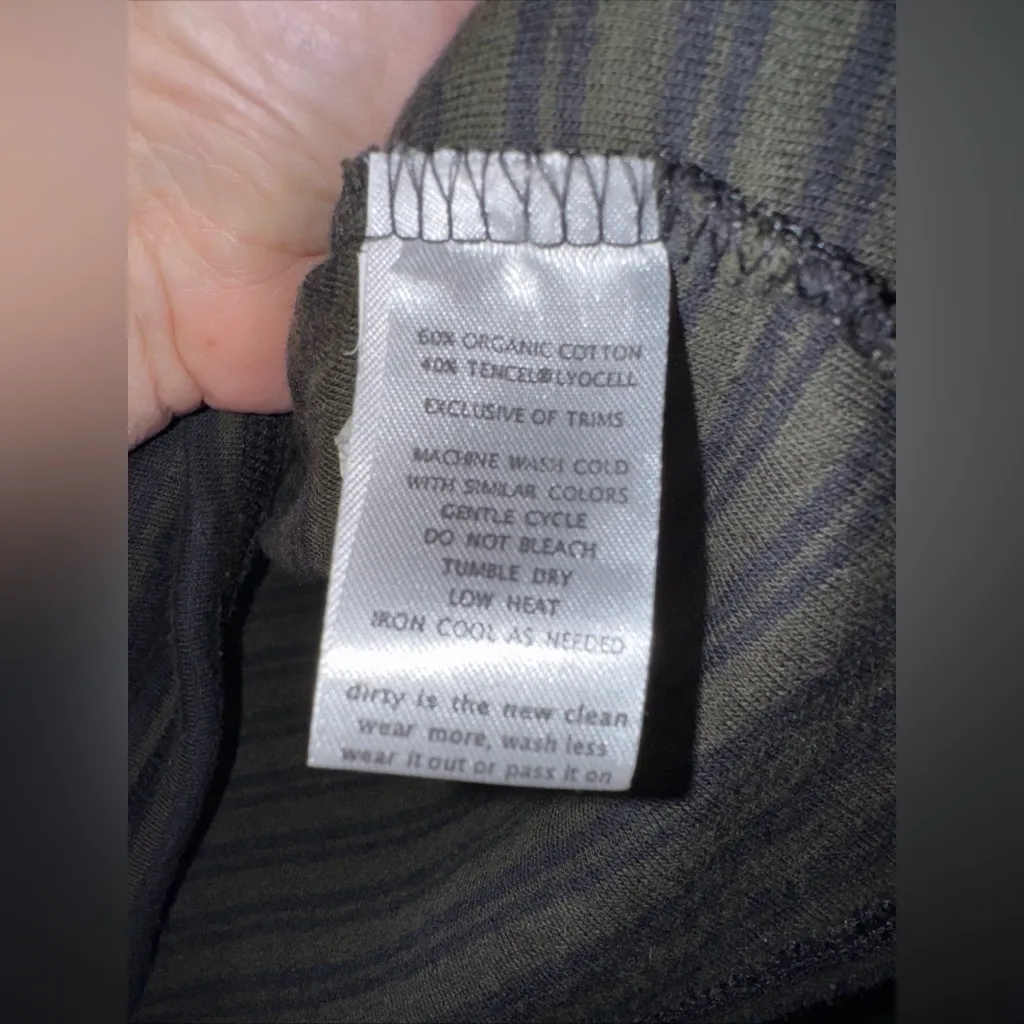 60% ORGANIC COTTON
40% TENCEL® LYOCELL
EXCLUSIVE OF TRIMS
MACHINE WASH COLD
WITH SIMILAR COLORS
GENTLE CYCLE
DO NOT BLEACH
TUMBLE DRY
LOW HEAT
IRON COOL AS NEEDED
dirty is the new clean
wear more, wash less
wear it out or pass it on